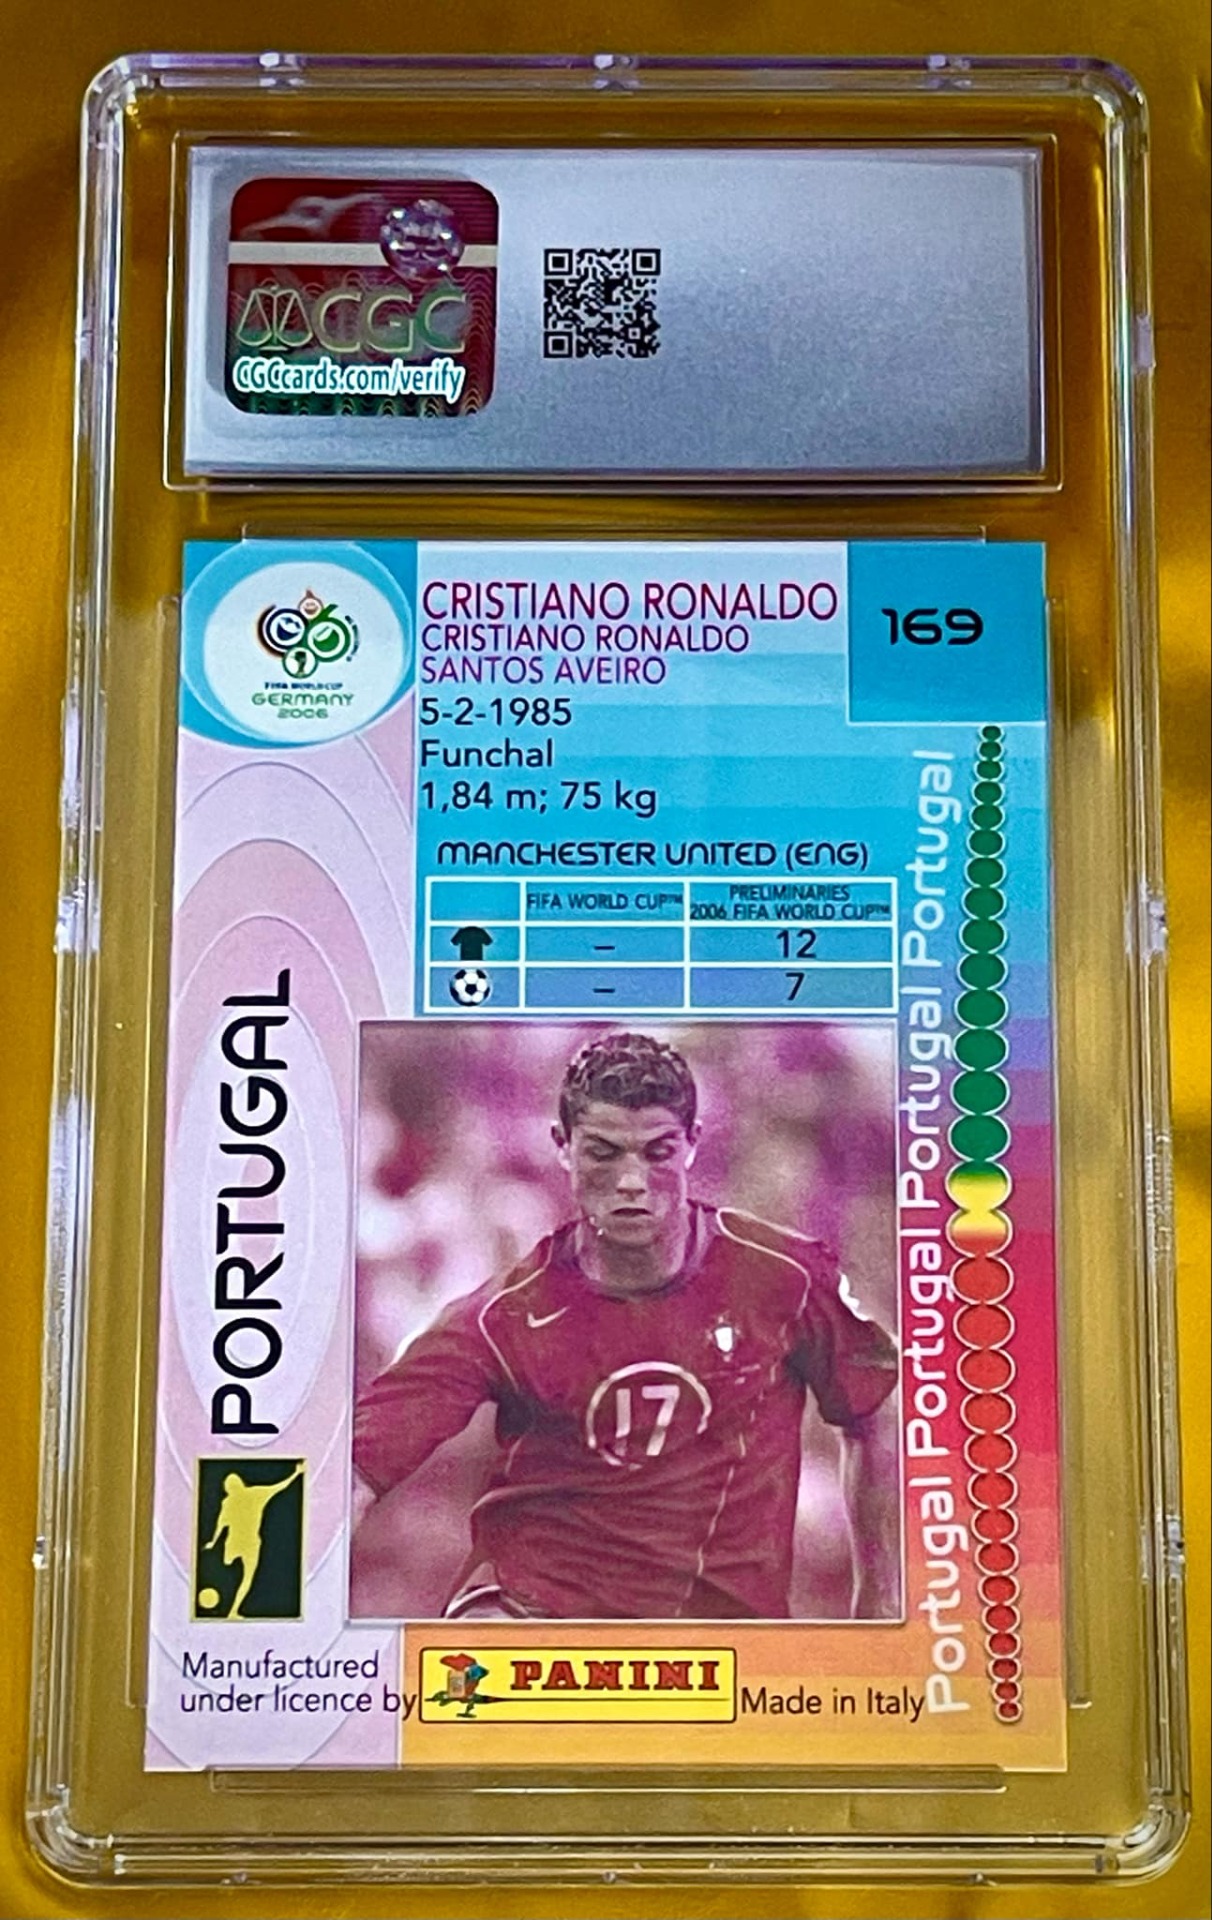 CGC
CGCcards.com/verify
FIFA WORLD CUP
GERMANY
2006
CRISTIANO RONALDO
CRISTIANO RONALDO
SANTOS AVEIRO
5-2-1985
Funchal
1,84 m; 75 kg
169
MANCHESTER UNITED (ENG)
FIFA WORLD CUP™
PRELIMINARIES
2006 FIFA WORLD CUP™
– 12
– 7
PORTUGAL
Portugal Portugal Portugal Portugal Portugal Portugal
17
Manufactured
under licence by
PANINI
Made in Italy